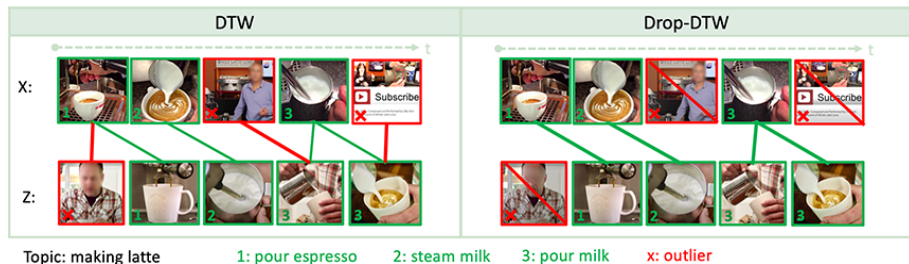 DTW Drop-DTW
t t
X:
1 2 x 3 Subscribe x
1 2 x 3 Subscribe x
Z:
x 1 2 3 3
x 1 2 3 3
Topic: making latte 1: pour espresso 2: steam milk 3: pour milk x: outlier